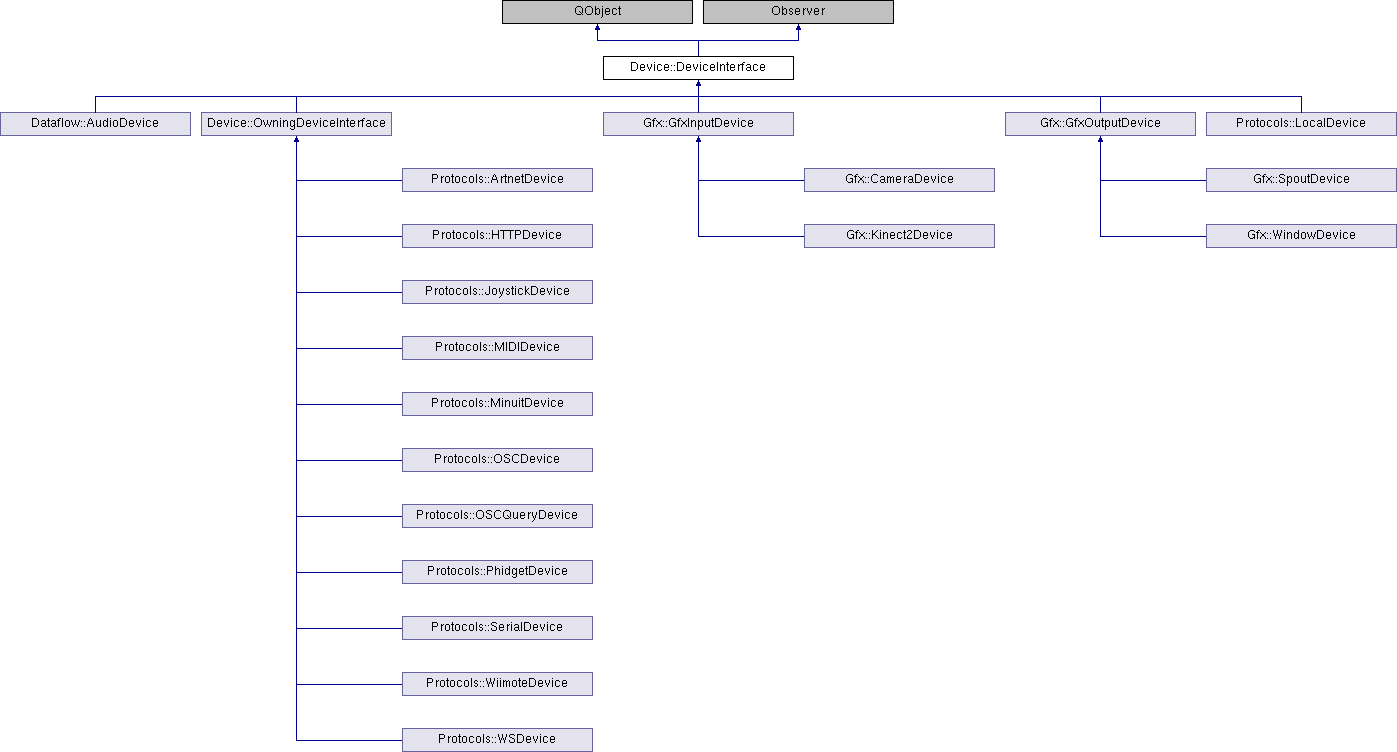 QObject
Observer
Device::DeviceInterface
Dataflow::AudioDevice
Device::OwningDeviceInterface
Gfx::GfxInputDevice
Gfx::GfxOutputDevice
Protocols::LocalDevice
Protocols::ArtnetDevice
Gfx::CameraDevice
Gfx::SpoutDevice
Protocols::HTTPDevice
Gfx::Kinect2Device
Gfx::WindowDevice
Protocols::JoystickDevice
Protocols::MIDIDevice
Protocols::MinuitDevice
Protocols::OSCDevice
Protocols::OSCQueryDevice
Protocols::PhidgetDevice
Protocols::SerialDevice
Protocols::WiimoteDevice
Protocols::WSDevice